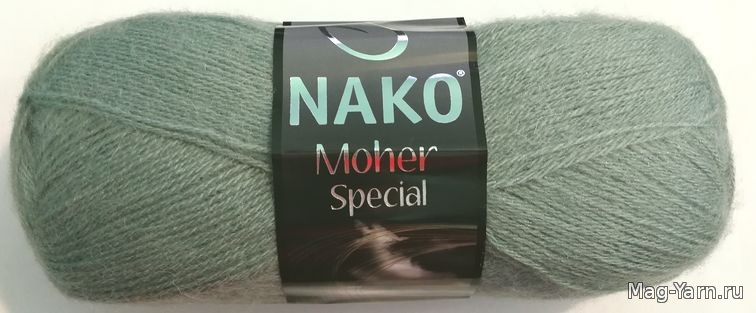 NAKO®
Moher
Special
Mag-Yarn.ru